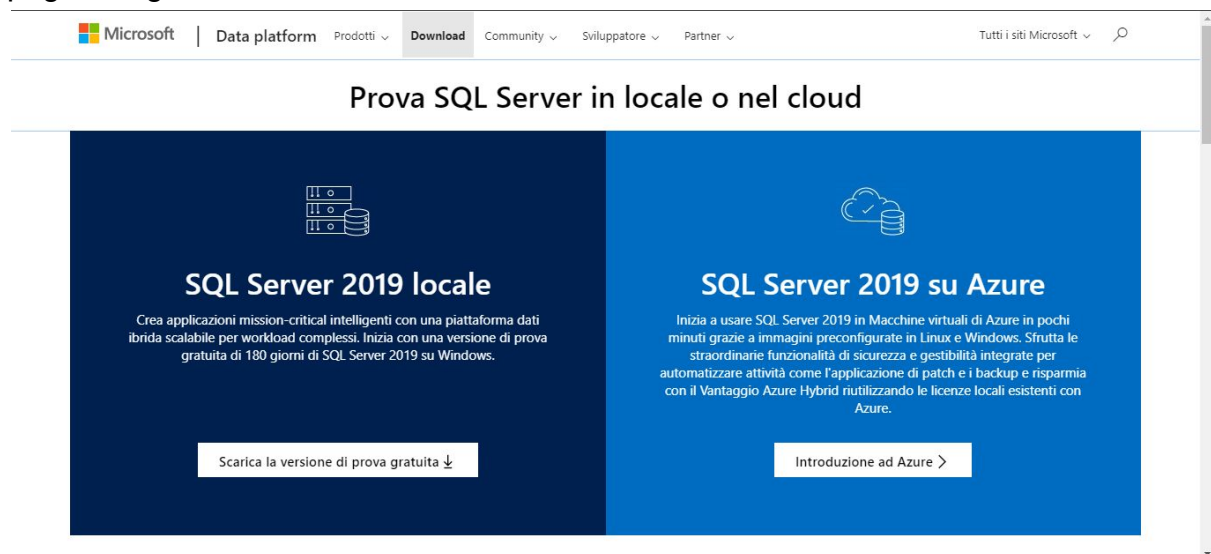 Microsoft | Data platform Prodotti Download Community Sviluppatore Partner Tutti i siti Microsoft
Prova SQL Server in locale o nel cloud
SQL Server 2019 locale
Crea applicazioni mission-critical intelligenti con una piattaforma dati
ibrida scalabile per workload complessi. Inizia con una versione di prova
gratuita di 180 giorni di SQL Server 2019 su Windows.
Scarica la versione di prova gratuita
SQL Server 2019 su Azure
Inizia a usare SQL Server 2019 in Macchine virtuali di Azure in pochi
minuti grazie a immagini preconfigurate in Linux e Windows. Sfrutta le
straordinarie funzionalità di sicurezza e gestibilità integrate per
automatizzare attività come l'applicazione di patch e i backup e risparmia
con il Vantaggio Azure Hybrid riutilizzando le licenze locali esistenti con
Azure.
Introduzione ad Azure